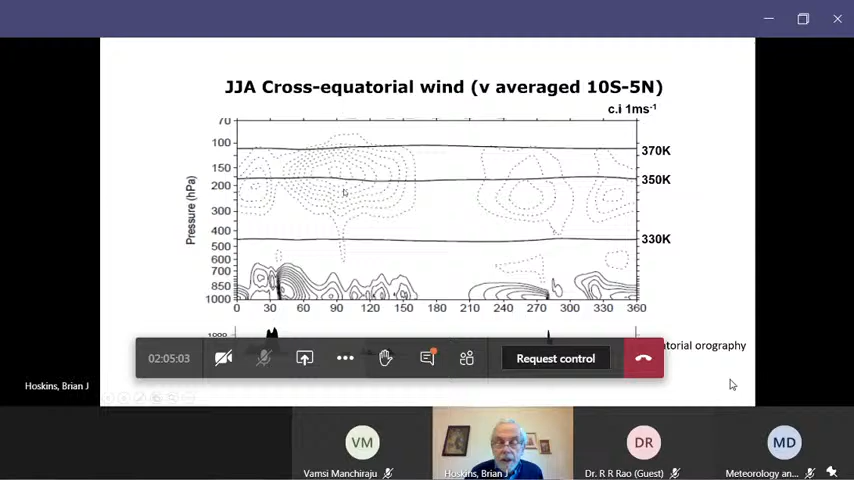 JJA Cross-equatorial wind (v averaged 10S-5N)
c.i 1ms-1
70
100
150
200
300
400
500
600
700
850
1000
Pressure (hPa)
370K
350K
330K
0 30 60 90 120 150 180 210 240 270 300 330 360
1000
02:05:03
Request control
torial orography
Hoskins, Brian J
VM
DR
MD
Vamsi Manchiraju
Hoskins, Brian J
Dr. R R Rao (Guest)
Meteorology an...